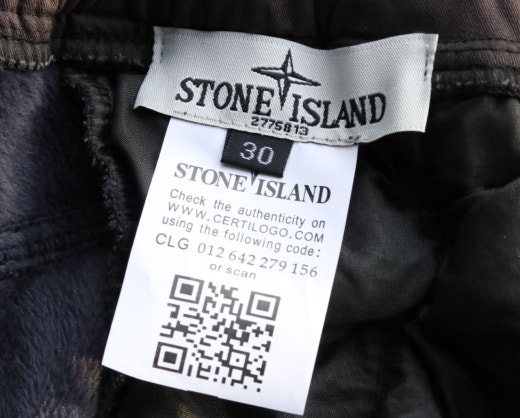 STONE ISLAND
2775813
30
STONE ISLAND
Check the authenticity on
WWW.CERTILOGO.COM
using the following code:
CLG 012 642 279 156
or scan